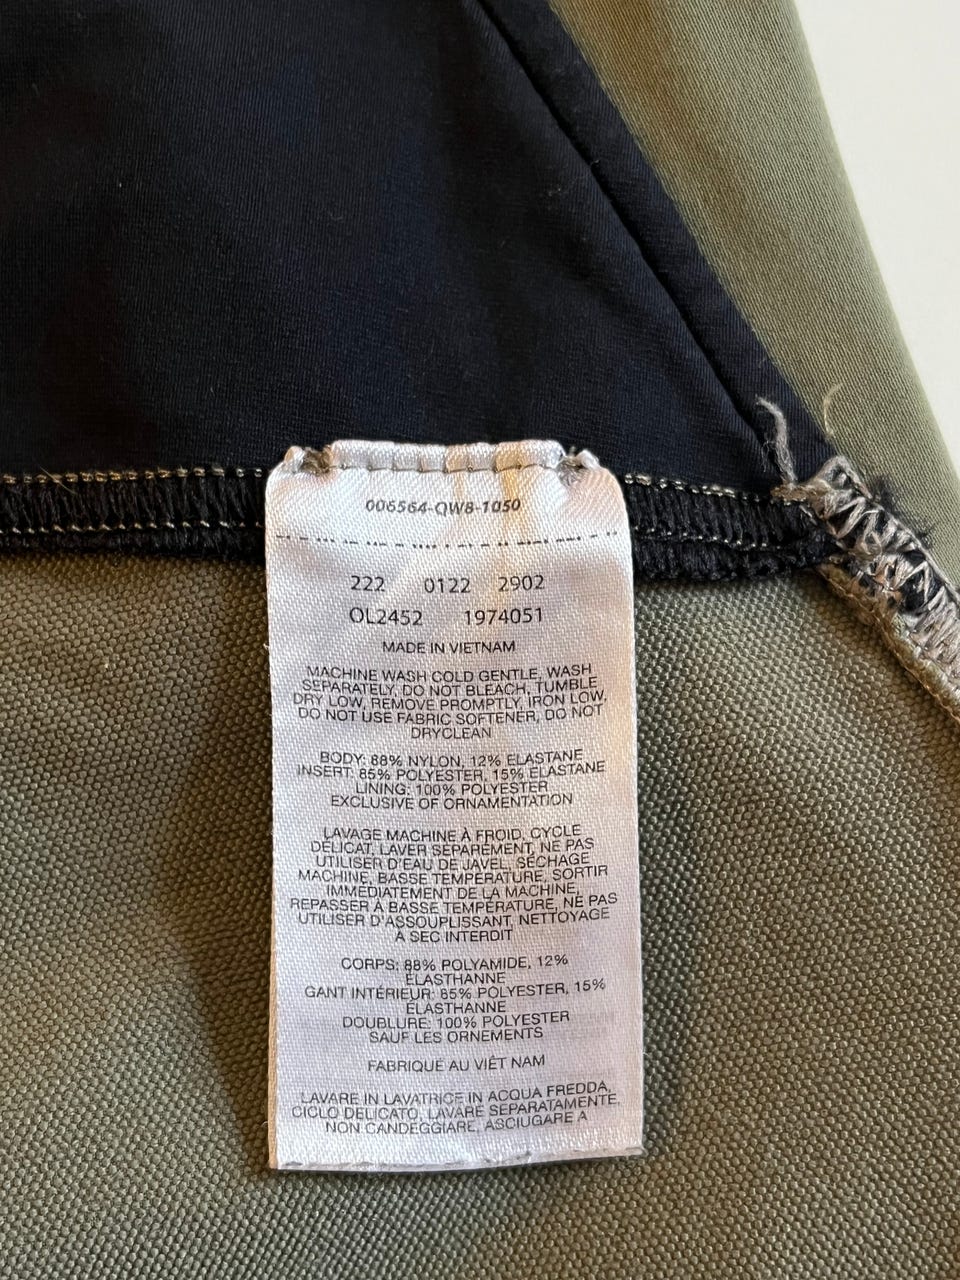 006564-QW8-1050
222 0122 2902
OL2452 1974051
MADE IN VIETNAM
MACHINE WASH COLD GENTLE, WASH
SEPARATELY, DO NOT BLEACH, TUMBLE
DRY LOW, REMOVE PROMPTLY, IRON LOW,
DO NOT USE FABRIC SOFTENER, DO NOT
DRYCLEAN
BODY: 88% NYLON, 12% ELASTANE
INSERT: 85% POLYESTER, 15% ELASTANE
LINING: 100% POLYESTER
EXCLUSIVE OF ORNAMENTATION
LAVAGE MACHINE À FROID, CYCLE
DÉLICAT, LAVER SÉPARÉMENT, NE PAS
UTILISER D'EAU DE JAVEL, SÉCHAGE
MACHINE, BASSE TEMPÉRATURE, SORTIR
IMMÉDIATEMENT DE LA MACHINE,
REPASSER À BASSE TEMPÉRATURE, NE PAS
UTILISER D'ASSOUPLISSANT, NETTOYAGE
À SEC INTERDIT
CORPS: 88% POLYAMIDE, 12%
ÉLASTHANNE
GANT INTÉRIEUR: 85% POLYESTER, 15%
ÉLASTHANNE
DOUBLURE: 100% POLYESTER
SAUF LES ORNEMENTS
FABRIQUÉ AU VIÊT NAM
LAVARE IN LAVATRICE IN ACQUA FREDDA,
CICLO DELICATO, LAVARE SEPARATAMENTE,
NON CANDEGGIARE, ASCIUGARE A